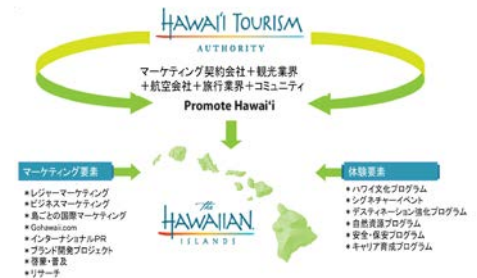 HAWAI'I TOURISM
AUTHORITY
マーケティング契約会社+観光業界
+航空会社+旅行業界+コミュニティ
Promote Hawai'i
マーケティング要素
*レジャーマーケティング
*ビジネスマーケティング
*島ごとの国際マーケティング
*Gohawaii.com
*インターナショナルPR
*ブランド開発プロジェクト
*啓蒙・普及
*リサーチ
The
HAWAIIAN
ISLANDS
体験要素
*ハワイ文化プログラム
*シグネチャーイベント
*デスティネーション強化プログラム
*自然資源プログラム
*安全・保安プログラム
*キャリア育成プログラム